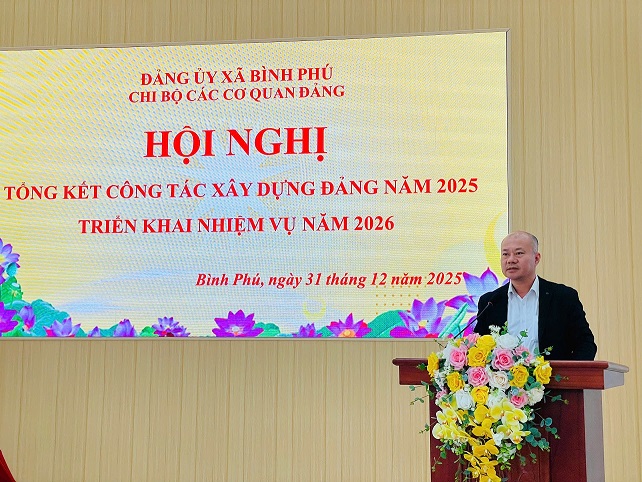 ĐẢNG ỦY XÃ BÌNH PHÚ
CHI BỘ CÁC CƠ QUAN ĐẢNG
HỘI NGHỊ
TỔNG KẾT CÔNG TÁC XÂY DỰNG ĐẢNG NĂM 2025
TRIỂN KHAI NHIỆM VỤ NĂM 2026
Bình Phú, ngày 31 tháng 12 năm 2025